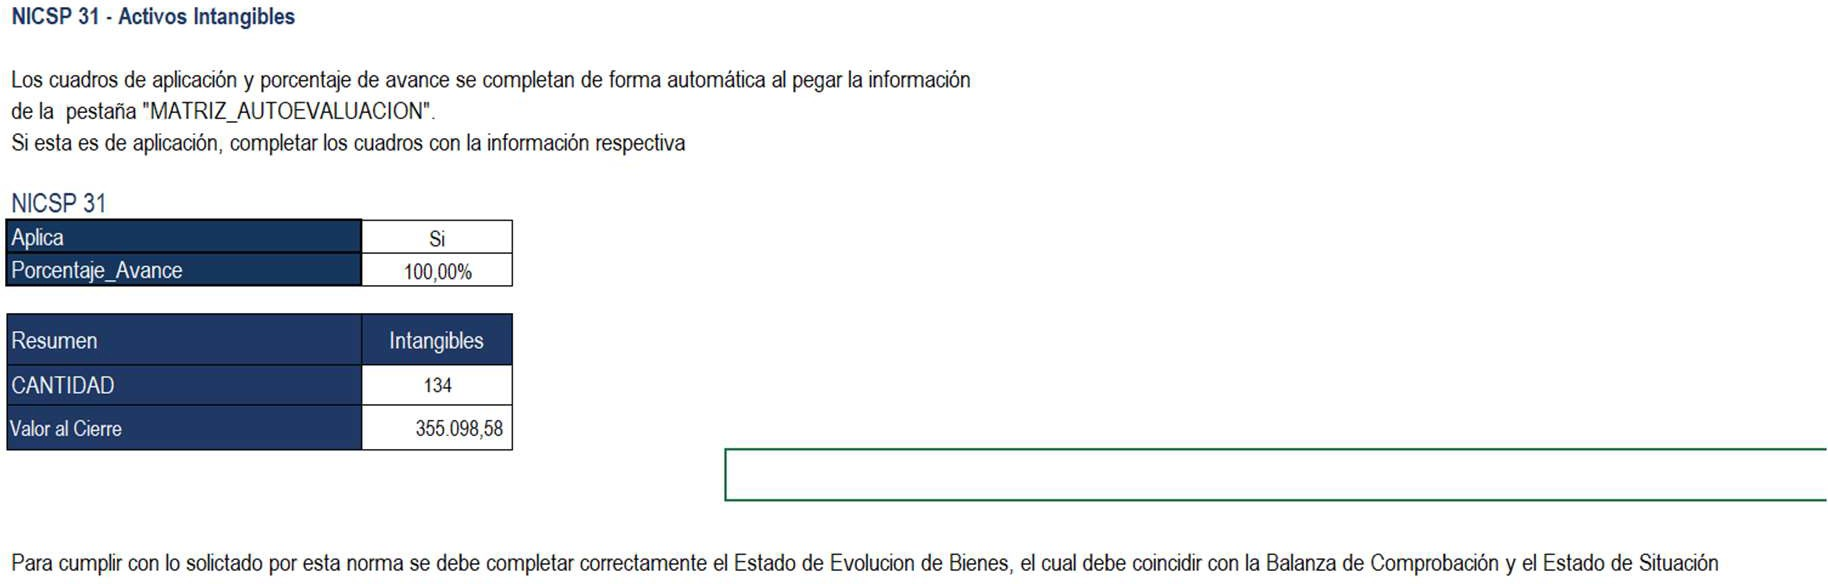 NICSP 31 - Activos Intangibles
Los cuadros de aplicación y porcentaje de avance se completan de forma automática al pegar la información
de la pestaña "MATRIZ_AUTOEVALUACION".
Si esta es de aplicación, completar los cuadros con la información respectiva
NICSP 31
Aplica Si
Porcentaje_Avance 100,00%
Resumen Intangibles
CANTIDAD 134
Valor al Cierre 355.098,58
Para cumplir con lo solictado por esta norma se debe completar correctamente el Estado de Evolucion de Bienes, el cual debe coincidir con la Balanza de Comprobación y el Estado de Situación